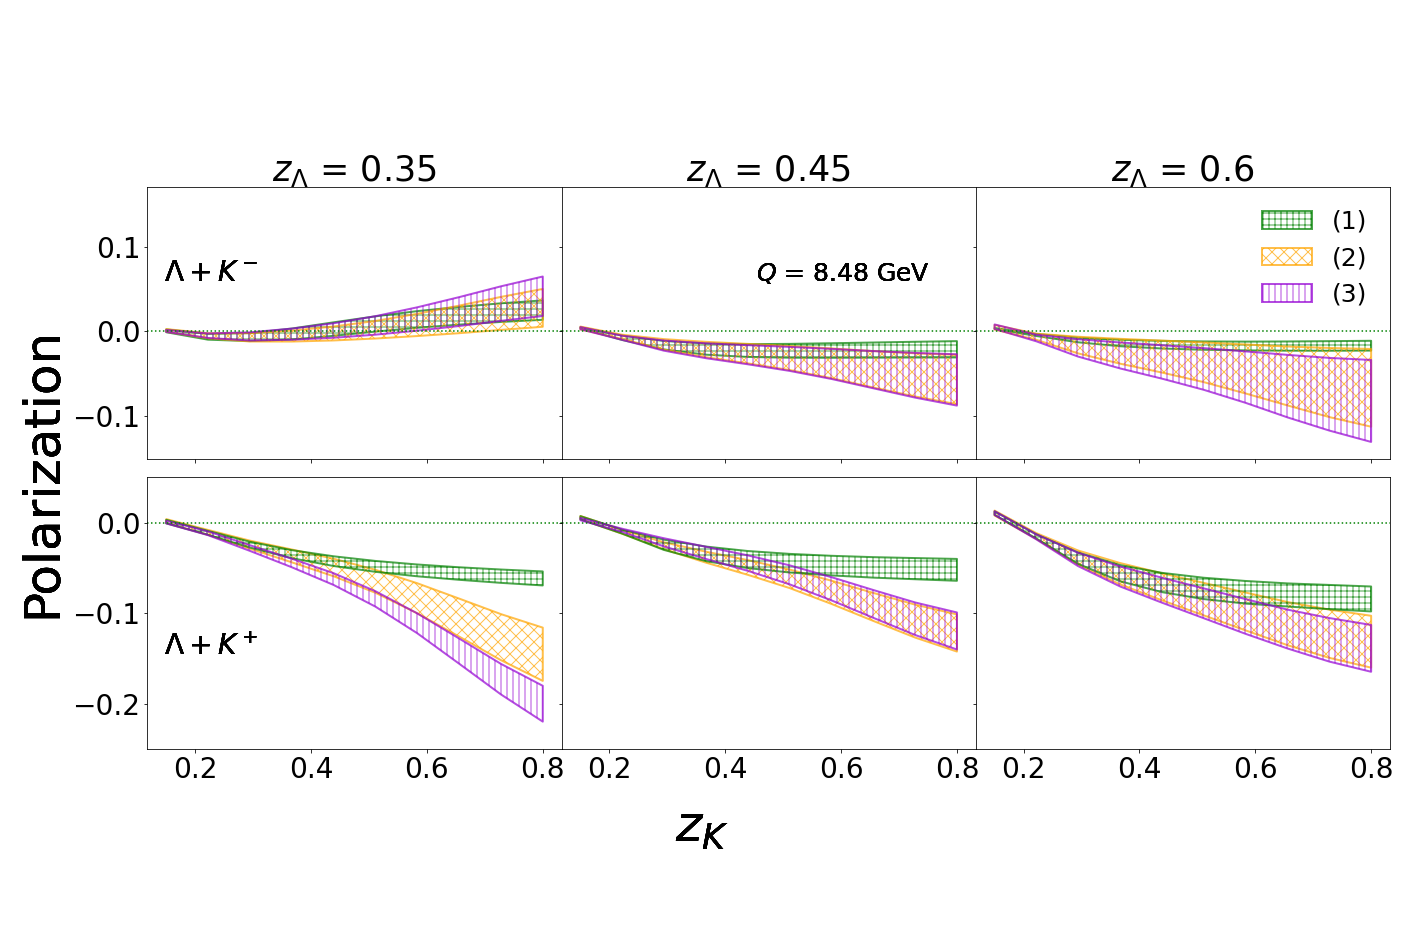 z_Λ = 0.35 z_Λ = 0.45 z_Λ = 0.6
Λ + K⁻
Q = 8.48 GeV
(1)
(2)
(3)
0.1
0.0
−0.1
Polarization
0.0
−0.1
−0.2
Λ + K⁺
0.2 0.4 0.6 0.8 0.2 0.4 0.6 0.8 0.2 0.4 0.6 0.8
z_K